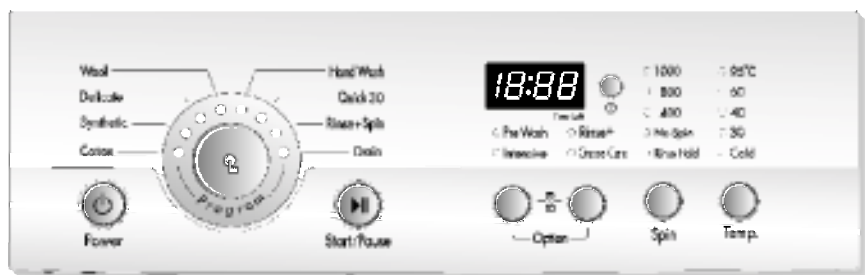 Wool
Hand Wash
Delicate
Quick 30
Synthetic
Rinse+Spin
Cotton
Drain
Program
Power
Start/Pause
18:88
Time Left
Pre Wash
Rinse+
Intensive
Crease Care
1000
800
400
No Spin
Rinse Hold
95°C
60
40
30
Cold
Option
Spin
Temp.